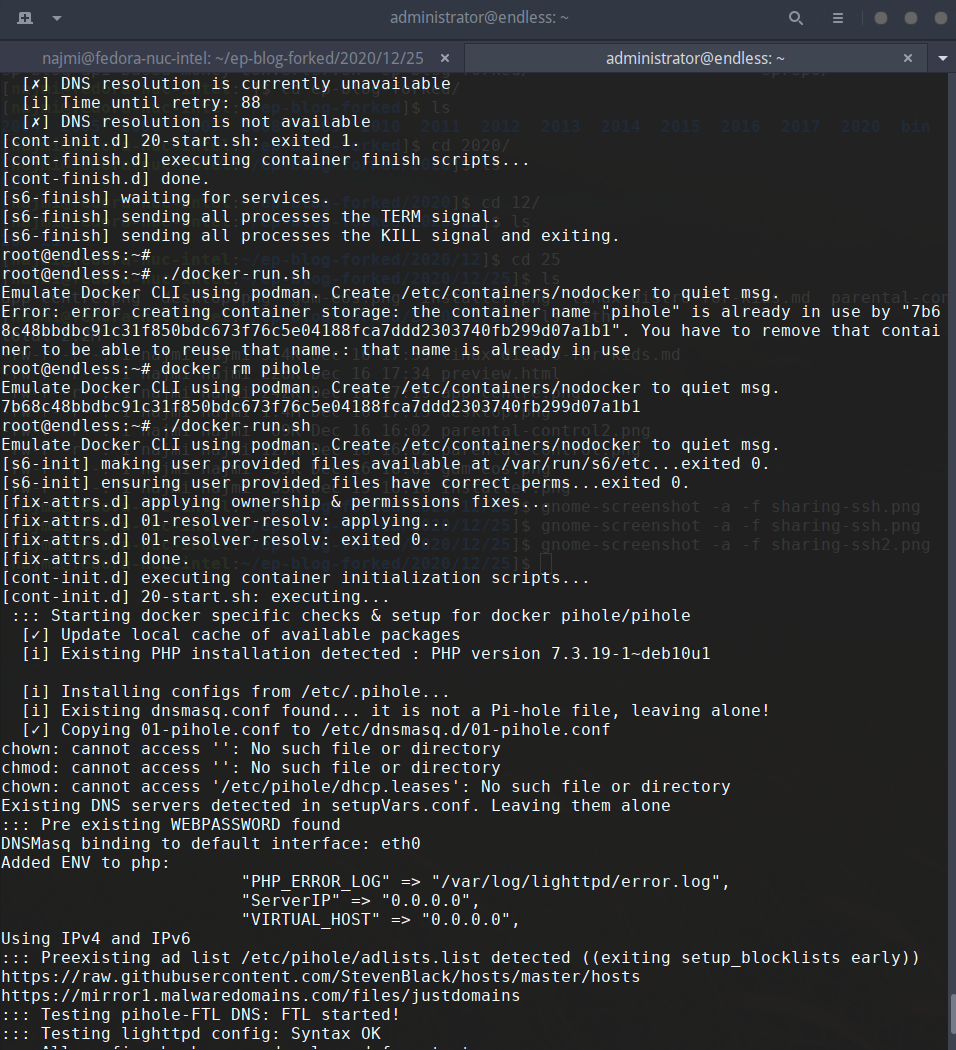 administrator@endless: ~
najmi@fedora-nuc-intel: ~/ep-blog-forked/2020/12/25
administrator@endless: ~
[✗] DNS resolution is currently unavailable
[i] Time until retry: 88
[✗] DNS resolution is not available
[cont-init.d] 20-start.sh: exited 1.
[cont-finish.d] executing container finish scripts...
[cont-finish.d] done.
[s6-finish] waiting for services.
[s6-finish] sending all processes the TERM signal.
[s6-finish] sending all processes the KILL signal and exiting.
root@endless:~#
root@endless:~# ./docker-run.sh
Emulate Docker CLI using podman. Create /etc/containers/nodocker to quiet msg.
Error: error creating container storage: the container name "pihole" is already in use by "7b6
8c48bbdbc91c31f850bdc673f76c5e04188fca7ddd2303740fb299d07a1b1". You have to remove that contai
ner to be able to reuse that name.: that name is already in use
root@endless:~# docker rm pihole
Emulate Docker CLI using podman. Create /etc/containers/nodocker to quiet msg.
7b68c48bbdbc91c31f850bdc673f76c5e04188fca7ddd2303740fb299d07a1b1
root@endless:~# ./docker-run.sh
Emulate Docker CLI using podman. Create /etc/containers/nodocker to quiet msg.
[s6-init] making user provided files available at /var/run/s6/etc...exited 0.
[s6-init] ensuring user provided files have correct perms...exited 0.
[fix-attrs.d] applying ownership & permissions fixes...
[fix-attrs.d] 01-resolver-resolv: applying...
[fix-attrs.d] 01-resolver-resolv: exited 0.
[fix-attrs.d] done.
[cont-init.d] executing container initialization scripts...
[cont-init.d] 20-start.sh: executing...
::: Starting docker specific checks & setup for docker pihole/pihole
[✓] Update local cache of available packages
[i] Existing PHP installation detected : PHP version 7.3.19-1~deb10u1
[i] Installing configs from /etc/.pihole...
[i] Existing dnsmasq.conf found... it is not a Pi-hole file, leaving alone!
[✓] Copying 01-pihole.conf to /etc/dnsmasq.d/01-pihole.conf
chown: cannot access '': No such file or directory
chmod: cannot access '': No such file or directory
chown: cannot access '/etc/pihole/dhcp.leases': No such file or directory
Existing DNS servers detected in setupVars.conf. Leaving them alone
::: Pre existing WEBPASSWORD found
DNSMasq binding to default interface: eth0
Added ENV to php:
"PHP_ERROR_LOG" => "/var/log/lighttpd/error.log",
"ServerIP" => "0.0.0.0",
"VIRTUAL_HOST" => "0.0.0.0",
Using IPv4 and IPv6
::: Preexisting ad list /etc/pihole/adlists.list detected ((exiting setup_blocklists early))
https://raw.githubusercontent.com/StevenBlack/hosts/master/hosts
https://mirror1.malwaredomains.com/files/justdomains
::: Testing pihole-FTL DNS: FTL started!
::: Testing lighttpd config: Syntax OK